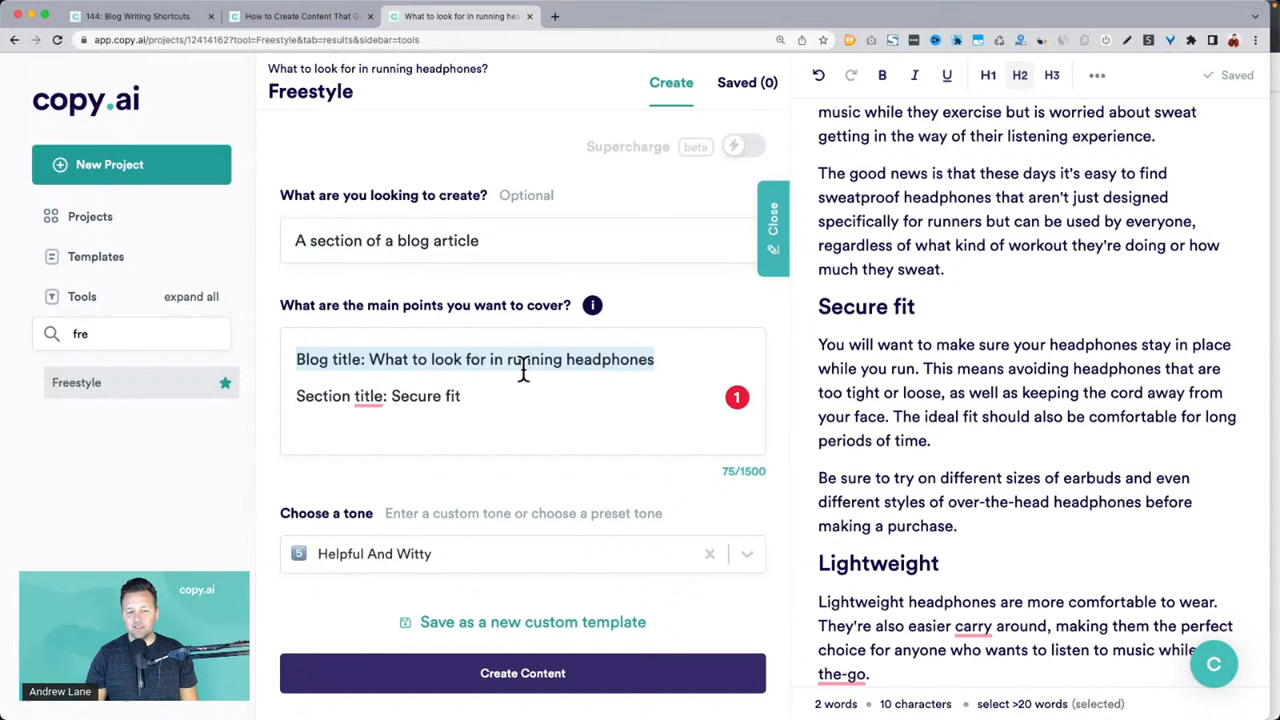 144: Blog Writing Shortcuts
How to Create Content That G
What to look for in running hea
app.copy.ai/projects/12414162?tool=Freestyle&tab=results&sidebar=tools
copy.ai
New Project
Projects
Templates
Tools
expand all
fre
Freestyle
copy.ai
Andrew Lane
What to look for in running headphones?
Freestyle
Create
Saved (0)
Supercharge beta
What are you looking to create? Optional
A section of a blog article
What are the main points you want to cover? i
Blog title: What to look for in running headphones
Section title: Secure fit
1
75/1500
Choose a tone Enter a custom tone or choose a preset tone
5 Helpful And Witty
Save as a new custom template
Create Content
Close
B I U H1 H2 H3
Saved
music while they exercise but is worried about sweat
getting in the way of their listening experience.
The good news is that these days it's easy to find
sweatproof headphones that aren't just designed
specifically for runners but can be used by everyone,
regardless of what kind of workout they're doing or how
much they sweat.
Secure fit
You will want to make sure your headphones stay in place
while you run. This means avoiding headphones that are
too tight or loose, as well as keeping the cord away from
your face. The ideal fit should also be comfortable for long
periods of time.
Be sure to try on different sizes of earbuds and even
different styles of over-the-head headphones before
making a purchase.
Lightweight
Lightweight headphones are more comfortable to wear.
They're also easier carry around, making them the perfect
choice for anyone who wants to listen to music while
the-go.
C
2 words • 10 characters • select >20 words (selected)